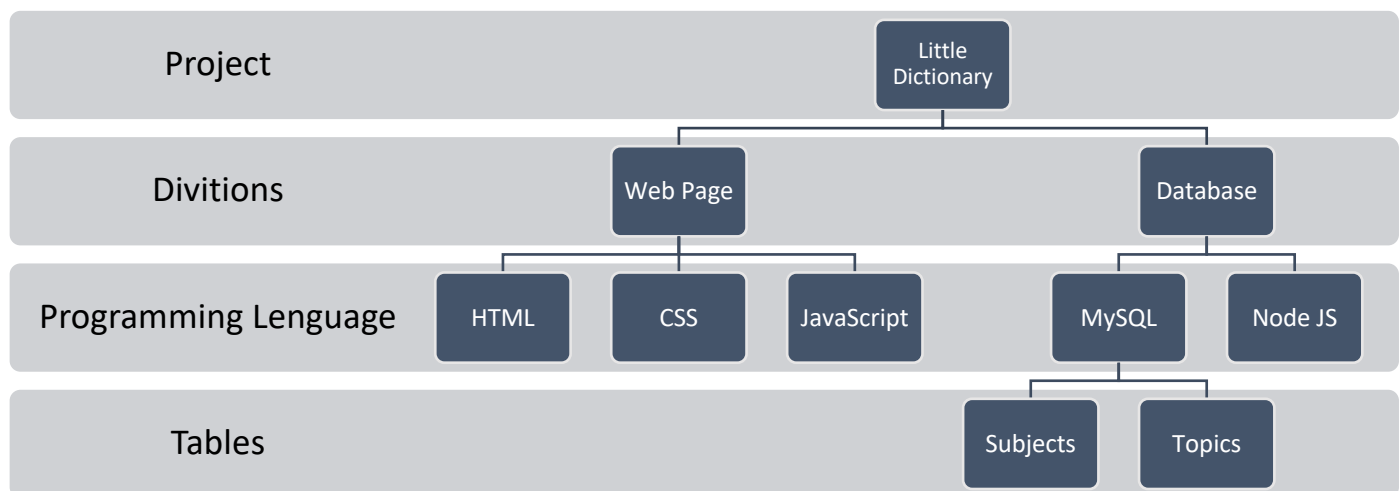 Project
Little
Dictionary
Divitions
Web Page
Database
Programming Lenguage
HTML
CSS
JavaScript
MySQL
Node JS
Tables
Subjects
Topics